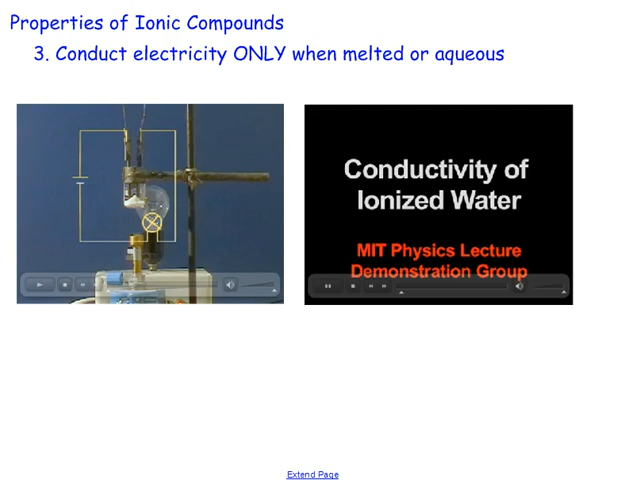 Properties of Ionic Compounds
3. Conduct electricity ONLY when melted or aqueous
Conductivity of
Ionized Water
MIT Physics Lecture
Demonstration Group
Extend Page